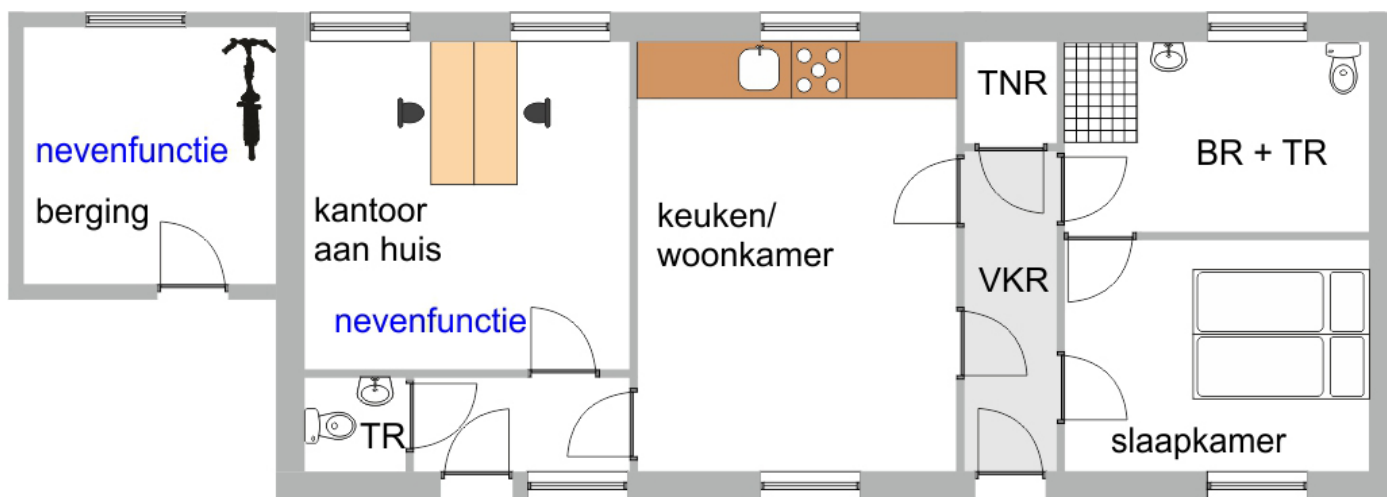 nevenfunctie
berging
kantoor
aan huis
nevenfunctie
TR
keuken/
woonkamer
TNR
VKR
BR + TR
slaapkamer